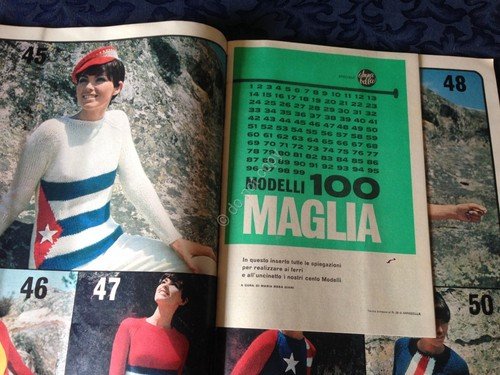 45
speciale
1 2 3 4 5 6 7 8 9 10 11 12 13
14 15 16 17 18 19 20 21 22 23
24 25 26 27 28 29 30 31 32
33 34 35 36 37 38 39 40 41
42 43 44 45 46 47 48 49 50
51 52 53 54 55 56 57 58 59
60 61 62 63 64 65 66 67 68
69 70 71 72 73 74 75 76 77
78 79 80 81 82 83 84 85 86
87 88 89 90 91 92 93 94 95
96 97 98 99
MODELLI 100
MAGLIA
In questo inserto tutte le spiegazioni
per realizzare ai ferri
e all'uncinetto i nostri cento Modelli
A CURA DI MARIA ROSA GIANI
48
46
47
50